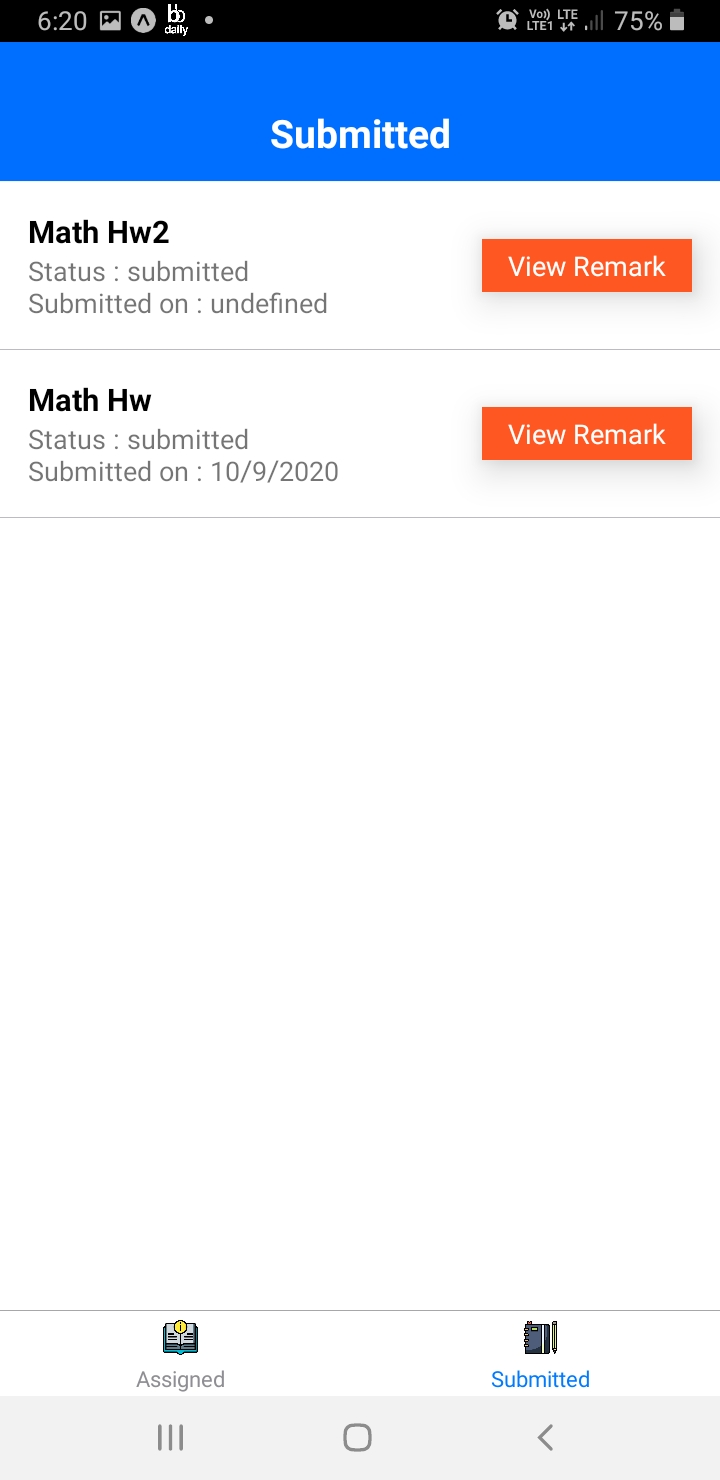 6:20 bb daily Vo)) LTE LTE1 75%
Submitted
Math Hw2
Status : submitted
Submitted on : undefined
View Remark
Math Hw
Status : submitted
Submitted on : 10/9/2020
View Remark
Assigned
Submitted